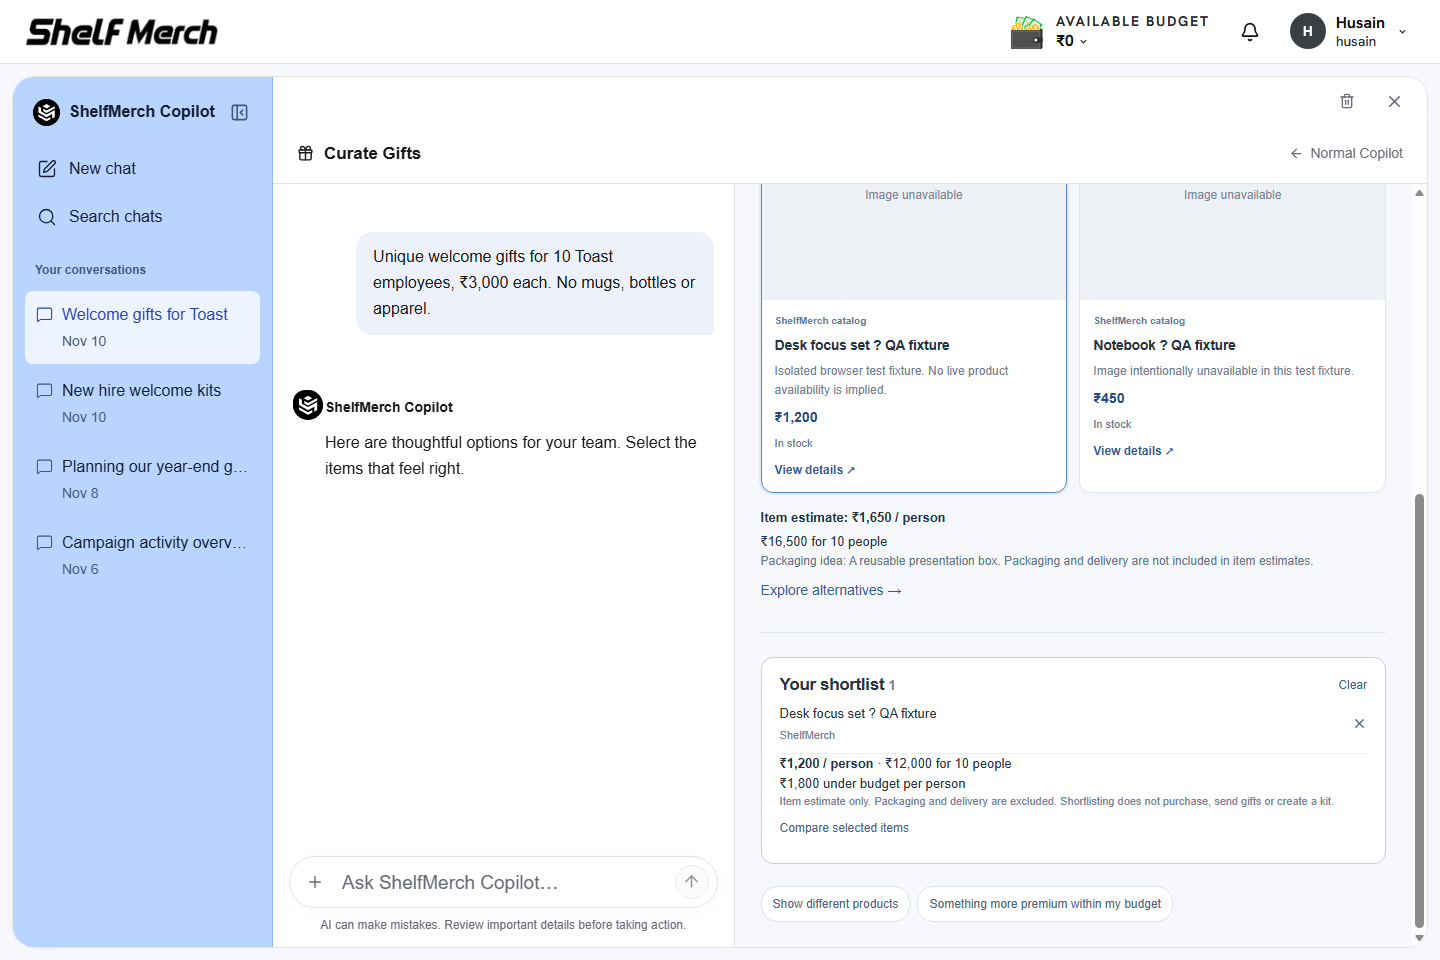 Shelf Merch
AVAILABLE BUDGET
₹0
H
Husain
husain
ShelfMerch Copilot
New chat
Search chats
Your conversations
Welcome gifts for Toast
Nov 10
New hire welcome kits
Nov 10
Planning our year-end g...
Nov 8
Campaign activity overv...
Nov 6
Curate Gifts
Normal Copilot
Unique welcome gifts for 10 Toast
employees, ₹3,000 each. No mugs, bottles or
apparel.
ShelfMerch Copilot
Here are thoughtful options for your team. Select the
items that feel right.
Ask ShelfMerch Copilot...
AI can make mistakes. Review important details before taking action.
Image unavailable
ShelfMerch catalog
Desk focus set ? QA fixture
Isolated browser test fixture. No live product
availability is implied.
₹1,200
In stock
View details ↗
Image unavailable
ShelfMerch catalog
Notebook ? QA fixture
Image intentionally unavailable in this test fixture.
₹450
In stock
View details ↗
Item estimate: ₹1,650 / person
₹16,500 for 10 people
Packaging idea: A reusable presentation box. Packaging and delivery are not included in item estimates.
Explore alternatives →
Your shortlist 1
Clear
Desk focus set ? QA fixture
ShelfMerch
₹1,200 / person · ₹12,000 for 10 people
₹1,800 under budget per person
Item estimate only. Packaging and delivery are excluded. Shortlisting does not purchase, send gifts or create a kit.
Compare selected items
Show different products
Something more premium within my budget